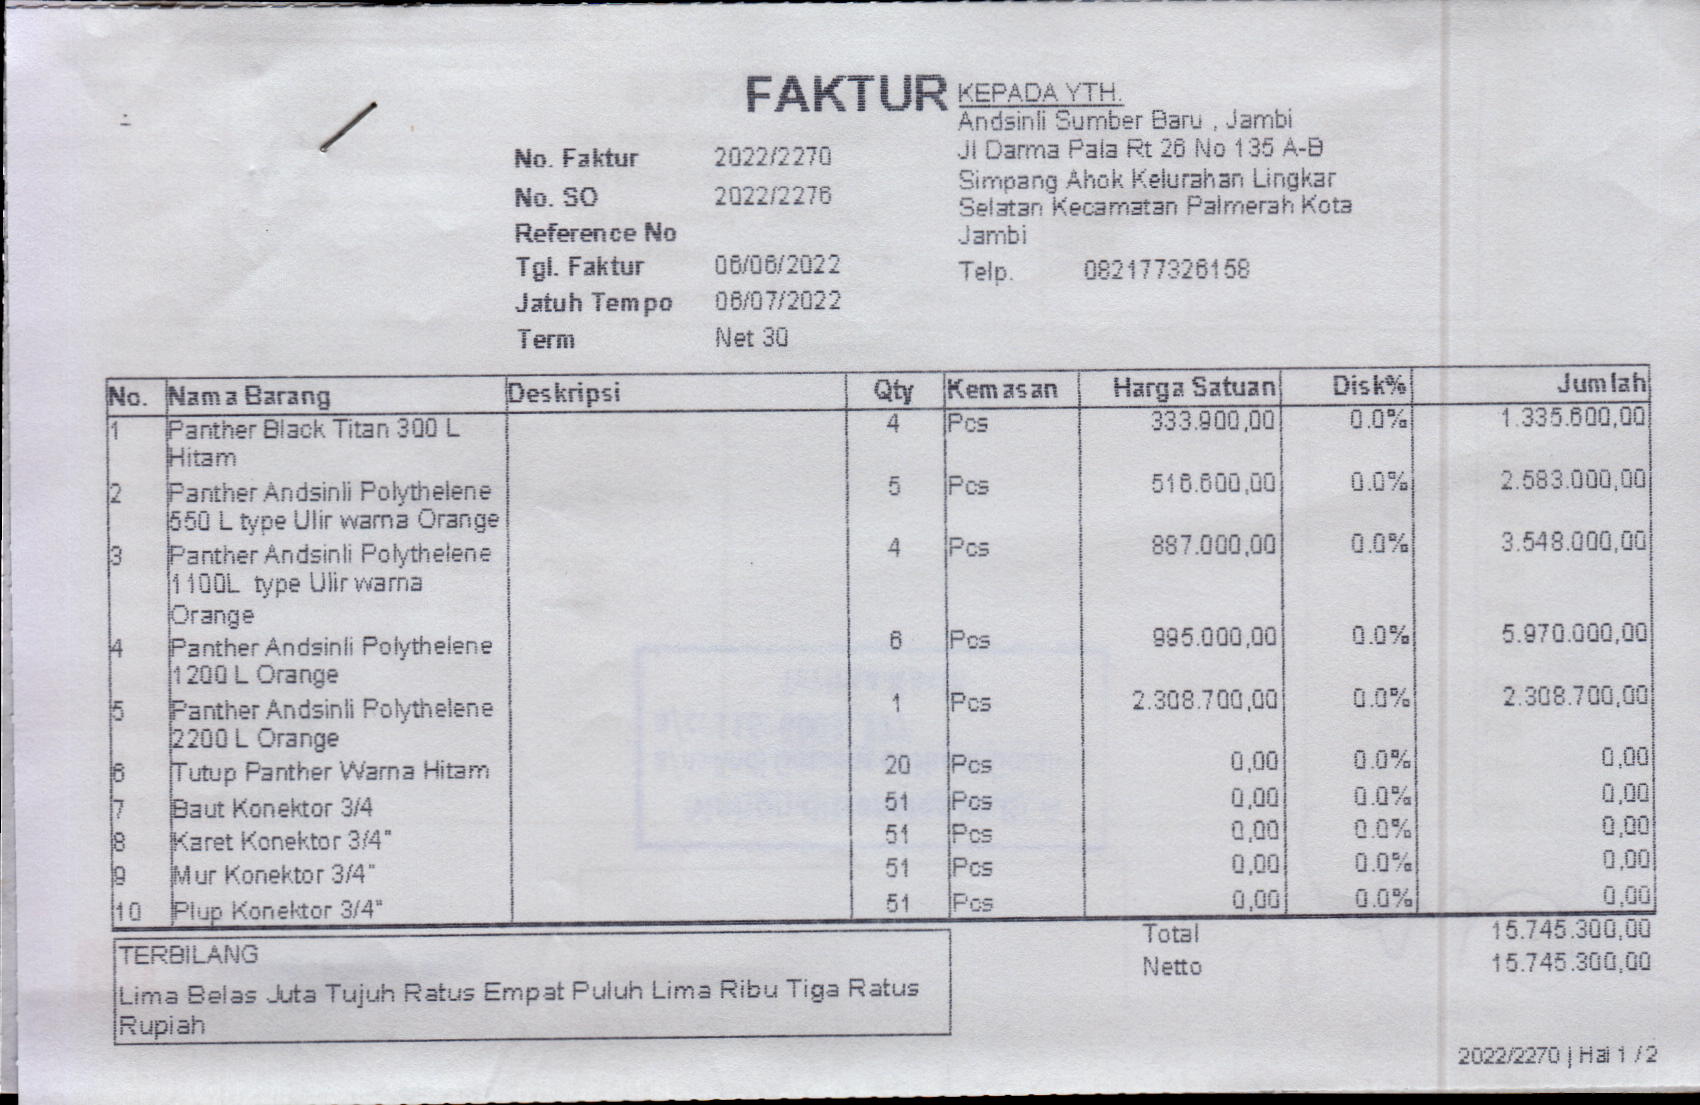 FAKTUR
KEPADA YTH.
Andsinli Sumber Baru , Jambi
Jl Darma Pala Rt 26 No 135 A-B
Simpang Ahok Kelurahan Lingkar
Selatan Kecamatan Palmerah Kota
Jambi
Telp. 082177326158
No. Faktur 2022/2270
No. SO 2022/2276
Reference No
Tgl. Faktur 06/06/2022
Jatuh Tempo 06/07/2022
Term Net 30
No. Nama Barang Deskripsi Qty Kemasan Harga Satuan Disk% Jumlah
1 Panther Black Titan 300 L 4 Pcs 333.900,00 0.0% 1.335.600,00
Hitam
2 Panther Andsinli Polythelene 5 Pcs 516.600,00 0.0% 2.583.000,00
550 L type Ulir warna Orange
3 Panther Andsinli Polythelene 4 Pcs 887.000,00 0.0% 3.548.000,00
1100L type Ulir warna
Orange
4 Panther Andsinli Polythelene 6 Pcs 995.000,00 0.0% 5.970.000,00
1200 L Orange
5 Panther Andsinli Polythelene 1 Pcs 2.308.700,00 0.0% 2.308.700,00
2200 L Orange
6 Tutup Panther Warna Hitam 20 Pcs 0,00 0.0% 0,00
7 Baut Konektor 3/4 51 Pcs 0,00 0.0% 0,00
8 Karet Konektor 3/4" 51 Pcs 0,00 0.0% 0,00
9 Mur Konektor 3/4" 51 Pcs 0,00 0.0% 0,00
10 Plup Konektor 3/4" 51 Pcs 0,00 0.0% 0,00
Total 15.745.300,00
Netto 15.745.300,00
TERBILANG
Lima Belas Juta Tujuh Ratus Empat Puluh Lima Ribu Tiga Ratus
Rupiah
2022/2270 | Hal 1 / 2